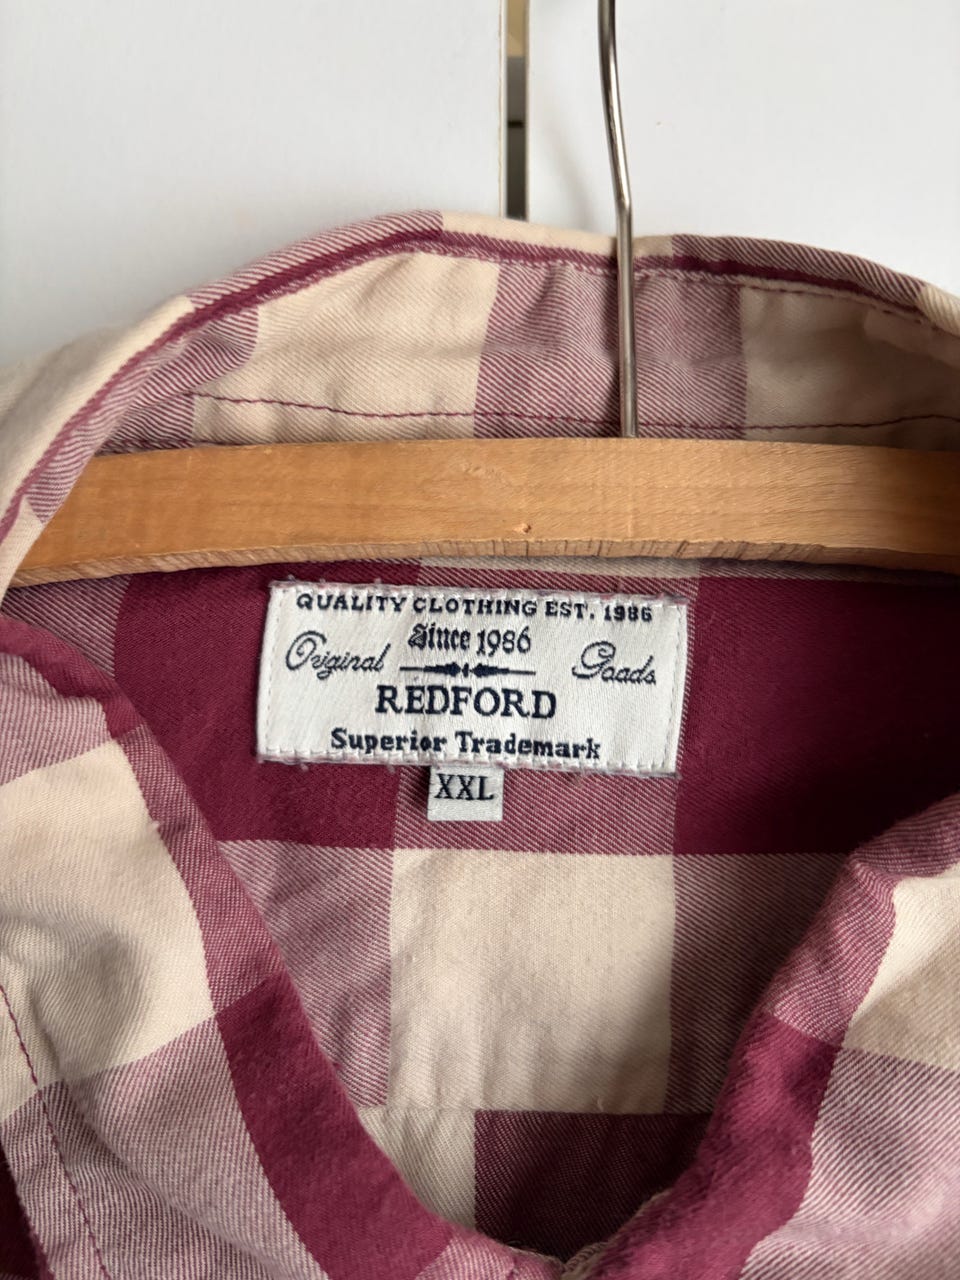 QUALITY CLOTHING EST. 1986
Since 1986
Original Goods
REDFORD
Superior Trademark
XXL